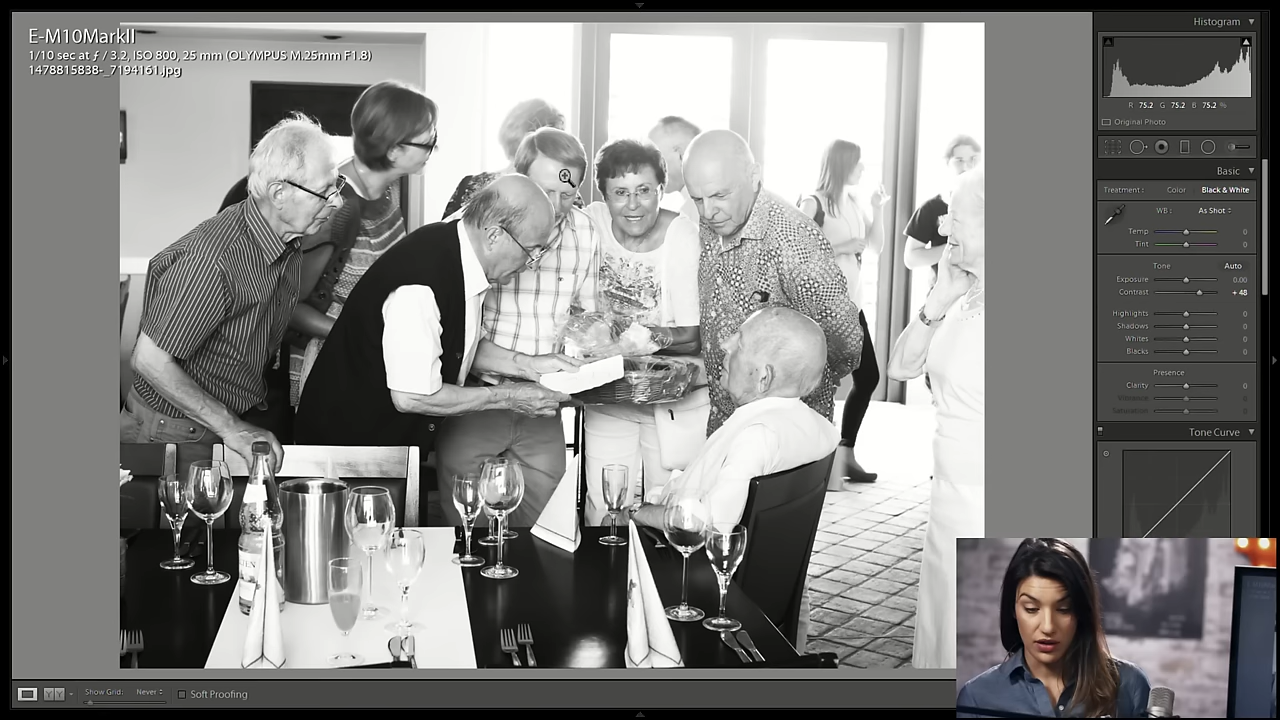 E-M10MarkII
1/10 sec at ƒ / 3.2, ISO 800, 25 mm (OLYMPUS M.25mm F1.8)
1478815838-_7194161.jpg
Histogram
R 75.2 G 75.2 B 75.2 %
Original Photo
Basic
Treatment: Color Black & White
WB: As Shot
Temp 0
Tint 0
Tone Auto
Exposure 0.00
Contrast + 48
Highlights 0
Shadows 0
Whites 0
Blacks 0
Presence
Clarity 0
Vibrance 0
Saturation 0
Tone Curve
Show Grid: Never
Soft Proofing